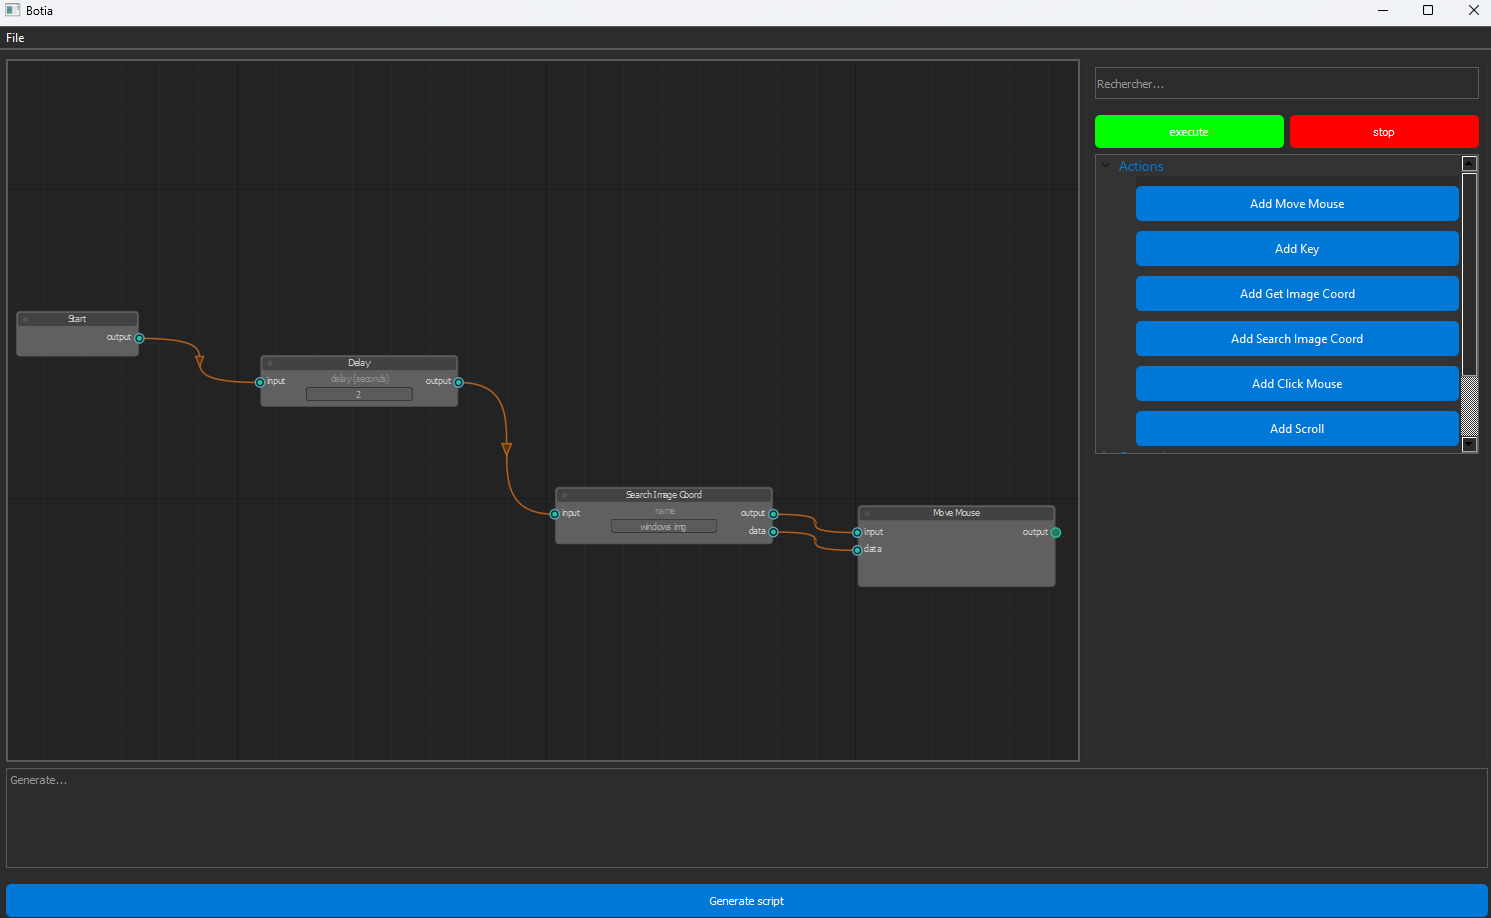 Botia
File
Rechercher...
execute
stop
Actions
Add Move Mouse
Add Key
Add Get Image Coord
Add Search Image Coord
Add Click Mouse
Add Scroll
Start
output
Delay
input
delay (seconds)
output
2
Search Image Coord
input
name
output
windows img
data
Move Mouse
input
output
data
Generate...
Generate script